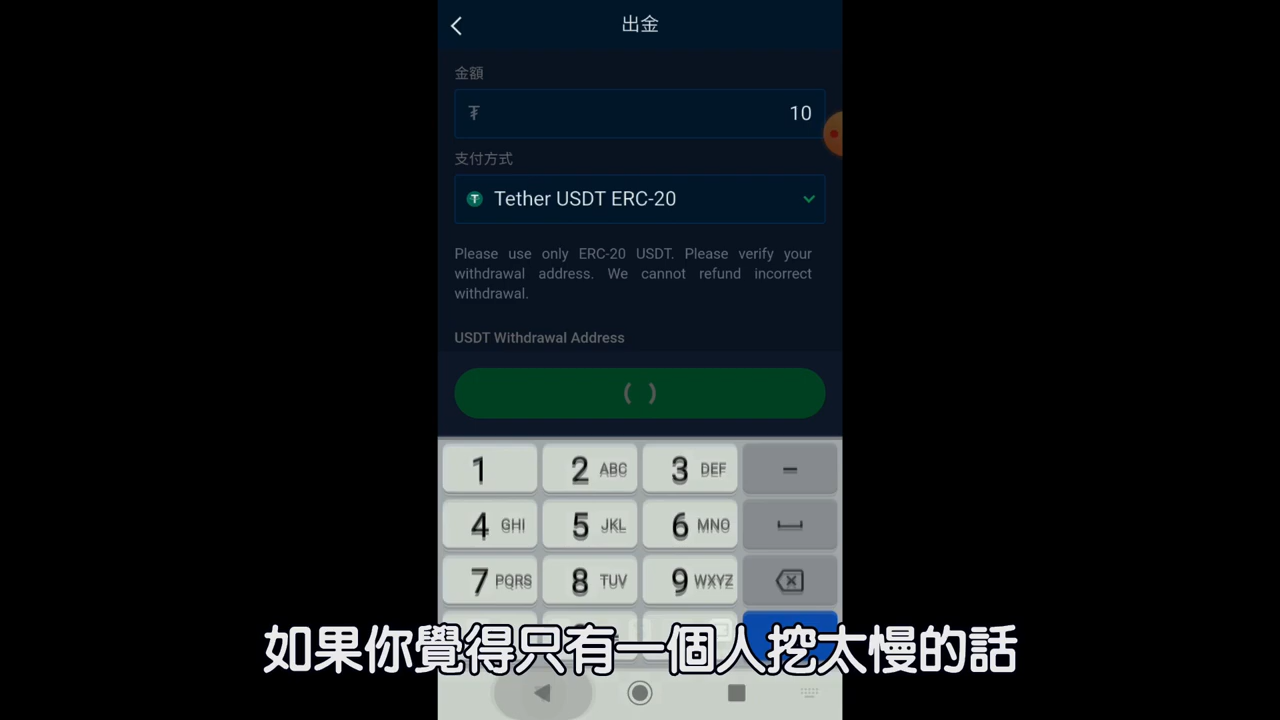 出金
金額
₮ 10
支付方式
Tether USDT ERC-20
Please use only ERC-20 USDT. Please verify your
withdrawal address. We cannot refund incorrect
withdrawal.
USDT Withdrawal Address
1 2 ABC 3 DEF
4 GHI 5 JKL 6 MNO
7 PQRS 8 TUV 9 WXYZ
如果你覺得只有一個人挖太慢的話